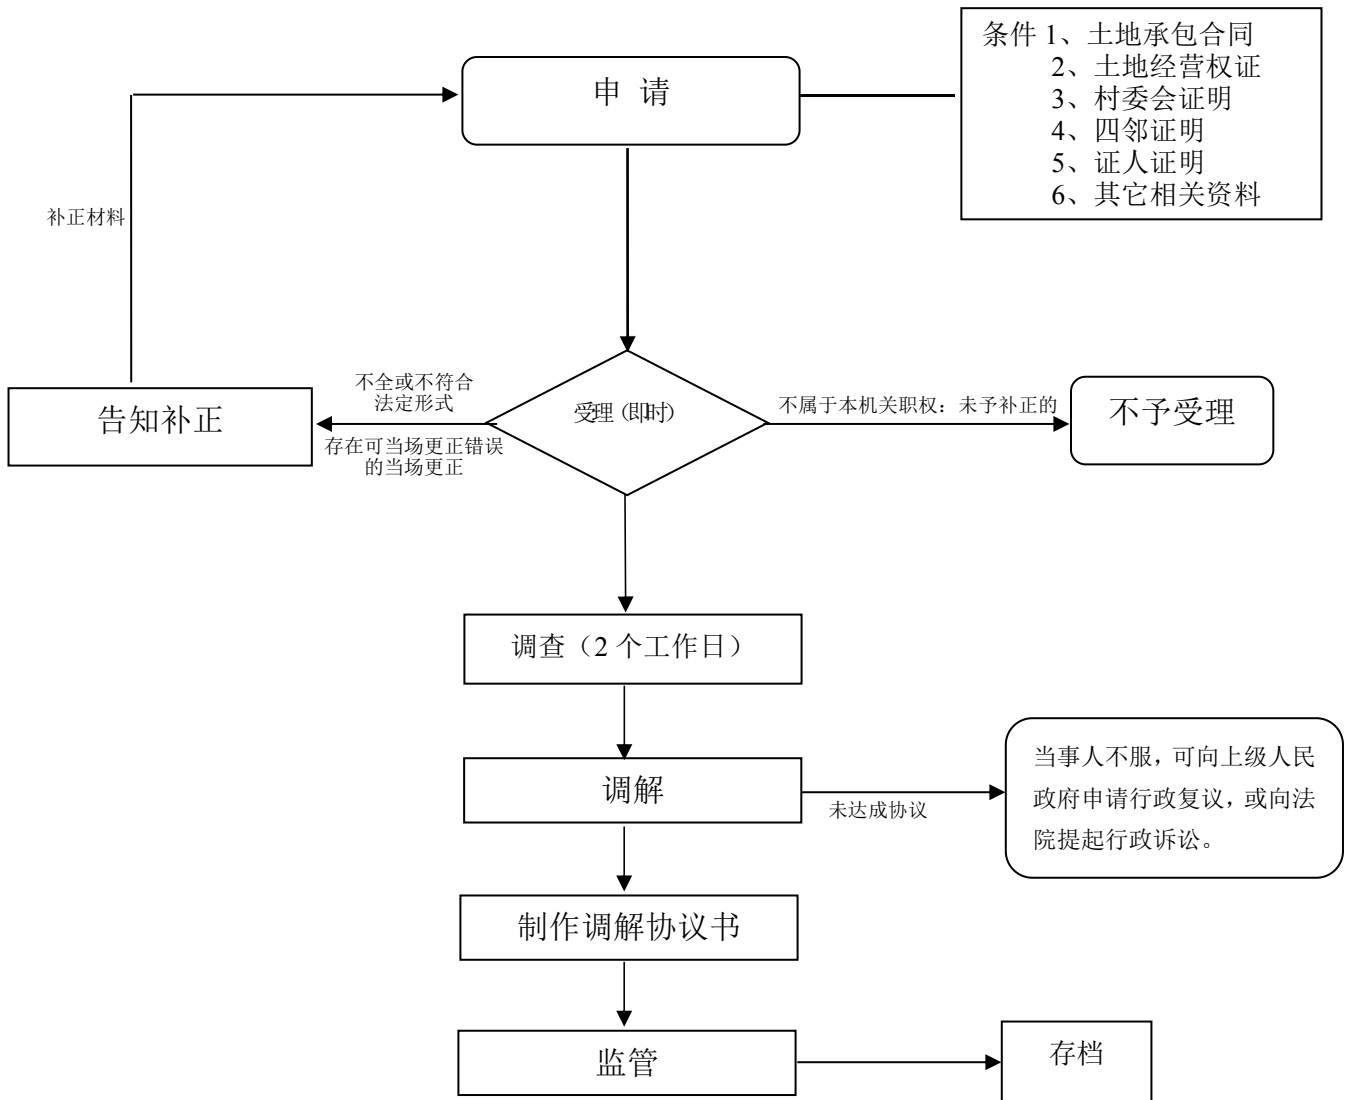 申 请
条件 1、土地承包合同
2、土地经营权证
3、村委会证明
4、四邻证明
5、证人证明
6、其它相关资料
补正材料
告知补正
不全或不符合
法定形式
存在可当场更正错误
的当场更正
受理（即时）
不属于本机关职权：未予补正的
不予受理
调查（2 个工作日）
调解
未达成协议
当事人不服，可向上级人民
政府申请行政复议，或向法
院提起行政诉讼。
制作调解协议书
监管
存档